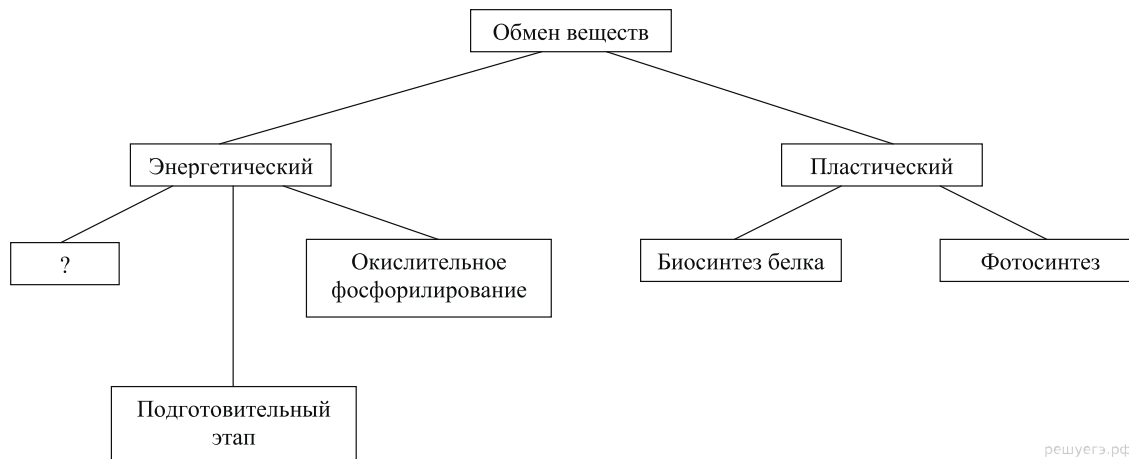 Обмен веществ
Энергетический
Пластический
?
Окислительное
фосфорилирование
Биосинтез белка
Фотосинтез
Подготовительный
этап
решуегэ.рф